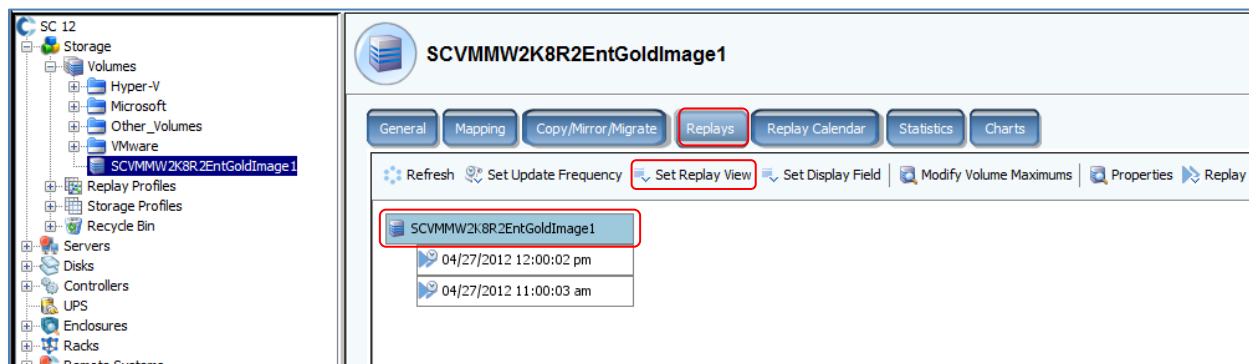 SC 12
Storage
Volumes
Hyper-V
Microsoft
Other_Volumes
VMware
SCVMMW2K8R2EntGoldImage1
Replay Profiles
Storage Profiles
Recycle Bin
Servers
Disks
Controllers
UPS
Enclosures
Racks
Remote Systems
SCVMMW2K8R2EntGoldImage1
General Mapping Copy/Mirror/Migrate Replays Replay Calendar Statistics Charts
Refresh Set Update Frequency Set Replay View Set Display Field Modify Volume Maximums Properties Replay
SCVMMW2K8R2EntGoldImage1
04/27/2012 12:00:02 pm
04/27/2012 11:00:03 am